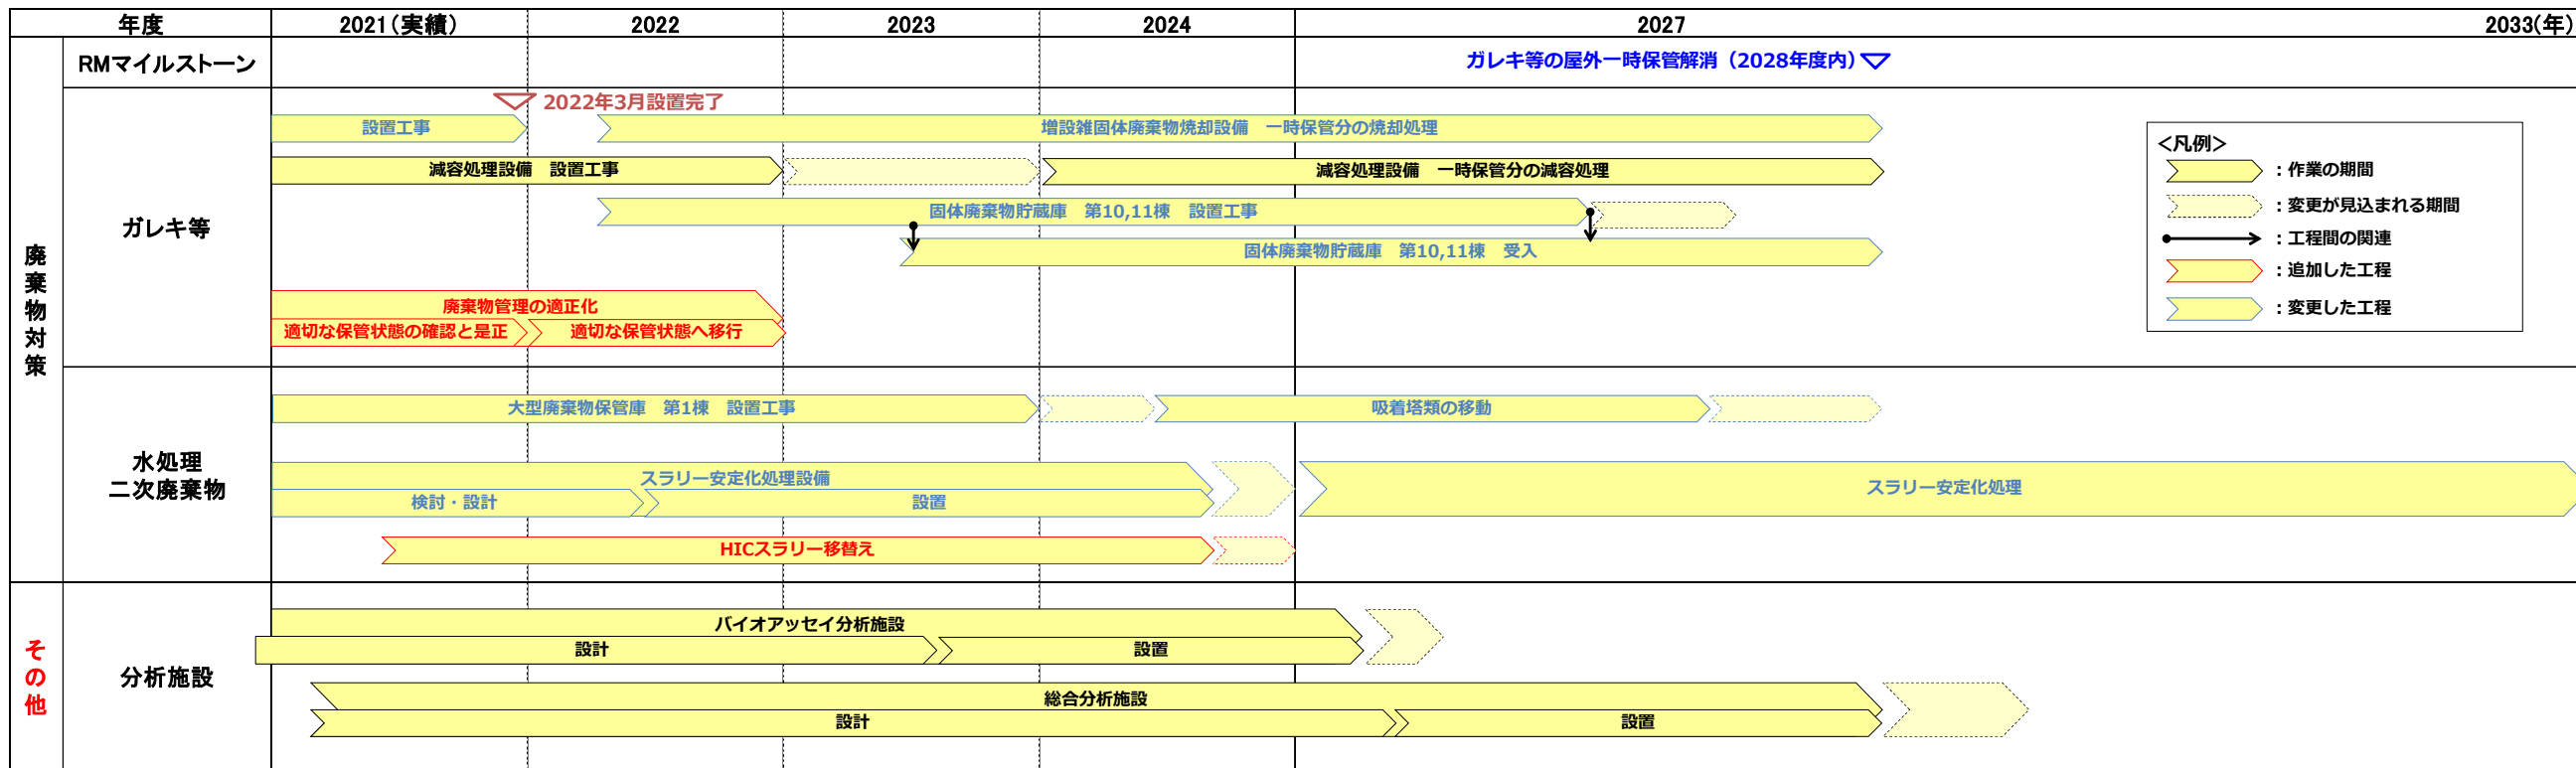 年度 2021(実績) 2022 2023 2024 2027 2033(年)
廃棄物対策
RMマイルストーン
ガレキ等の屋外一時保管解消（2028年度内）
ガレキ等
2022年3月設置完了
設置工事
増設雑固体廃棄物焼却設備　一時保管分の焼却処理
減容処理設備　設置工事
減容処理設備　一時保管分の減容処理
固体廃棄物貯蔵庫　第10,11棟　設置工事
固体廃棄物貯蔵庫　第10,11棟　受入
廃棄物管理の適正化
適切な保管状態の確認と是正
適切な保管状態へ移行
＜凡例＞
：作業の期間
：変更が見込まれる期間
：工程間の関連
：追加した工程
：変更した工程
水処理
二次廃棄物
大型廃棄物保管庫　第1棟　設置工事
吸着塔類の移動
スラリー安定化処理設備
検討・設計
設置
スラリー安定化処理
HICスラリー移替え
その他
分析施設
バイオアッセイ分析施設
設計
設置
総合分析施設
設計
設置